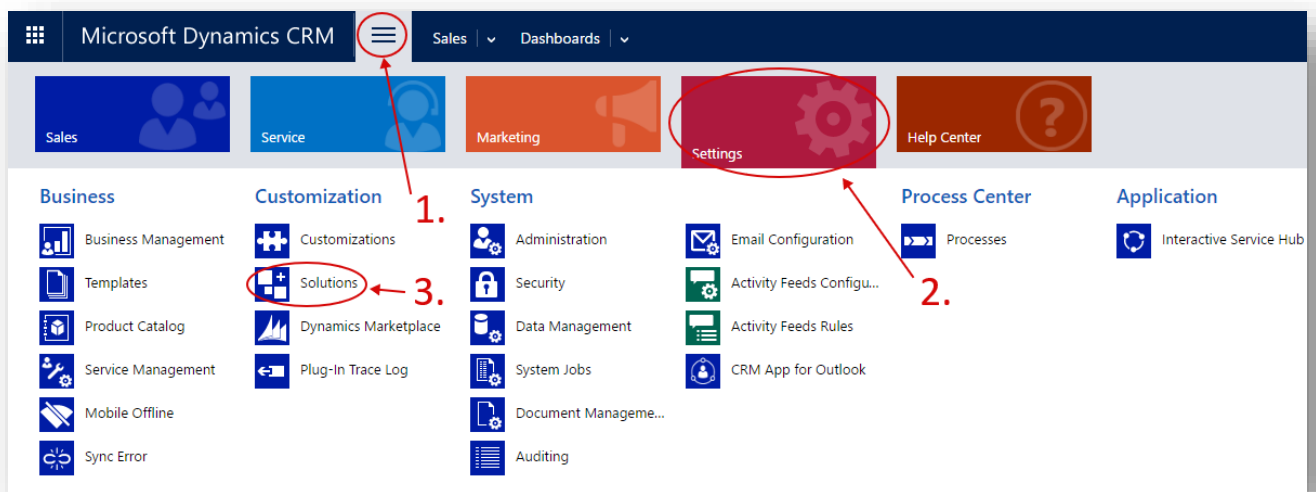 Microsoft Dynamics CRM Sales Dashboards
Sales Service Marketing Settings Help Center
1.
2.
3.
Business
Business Management
Templates
Product Catalog
Service Management
Mobile Offline
Sync Error
Customization
Customizations
Solutions
Dynamics Marketplace
Plug-In Trace Log
System
Administration
Security
Data Management
System Jobs
Document Manageme...
Auditing
Email Configuration
Activity Feeds Configu...
Activity Feeds Rules
CRM App for Outlook
Process Center
Processes
Application
Interactive Service Hub